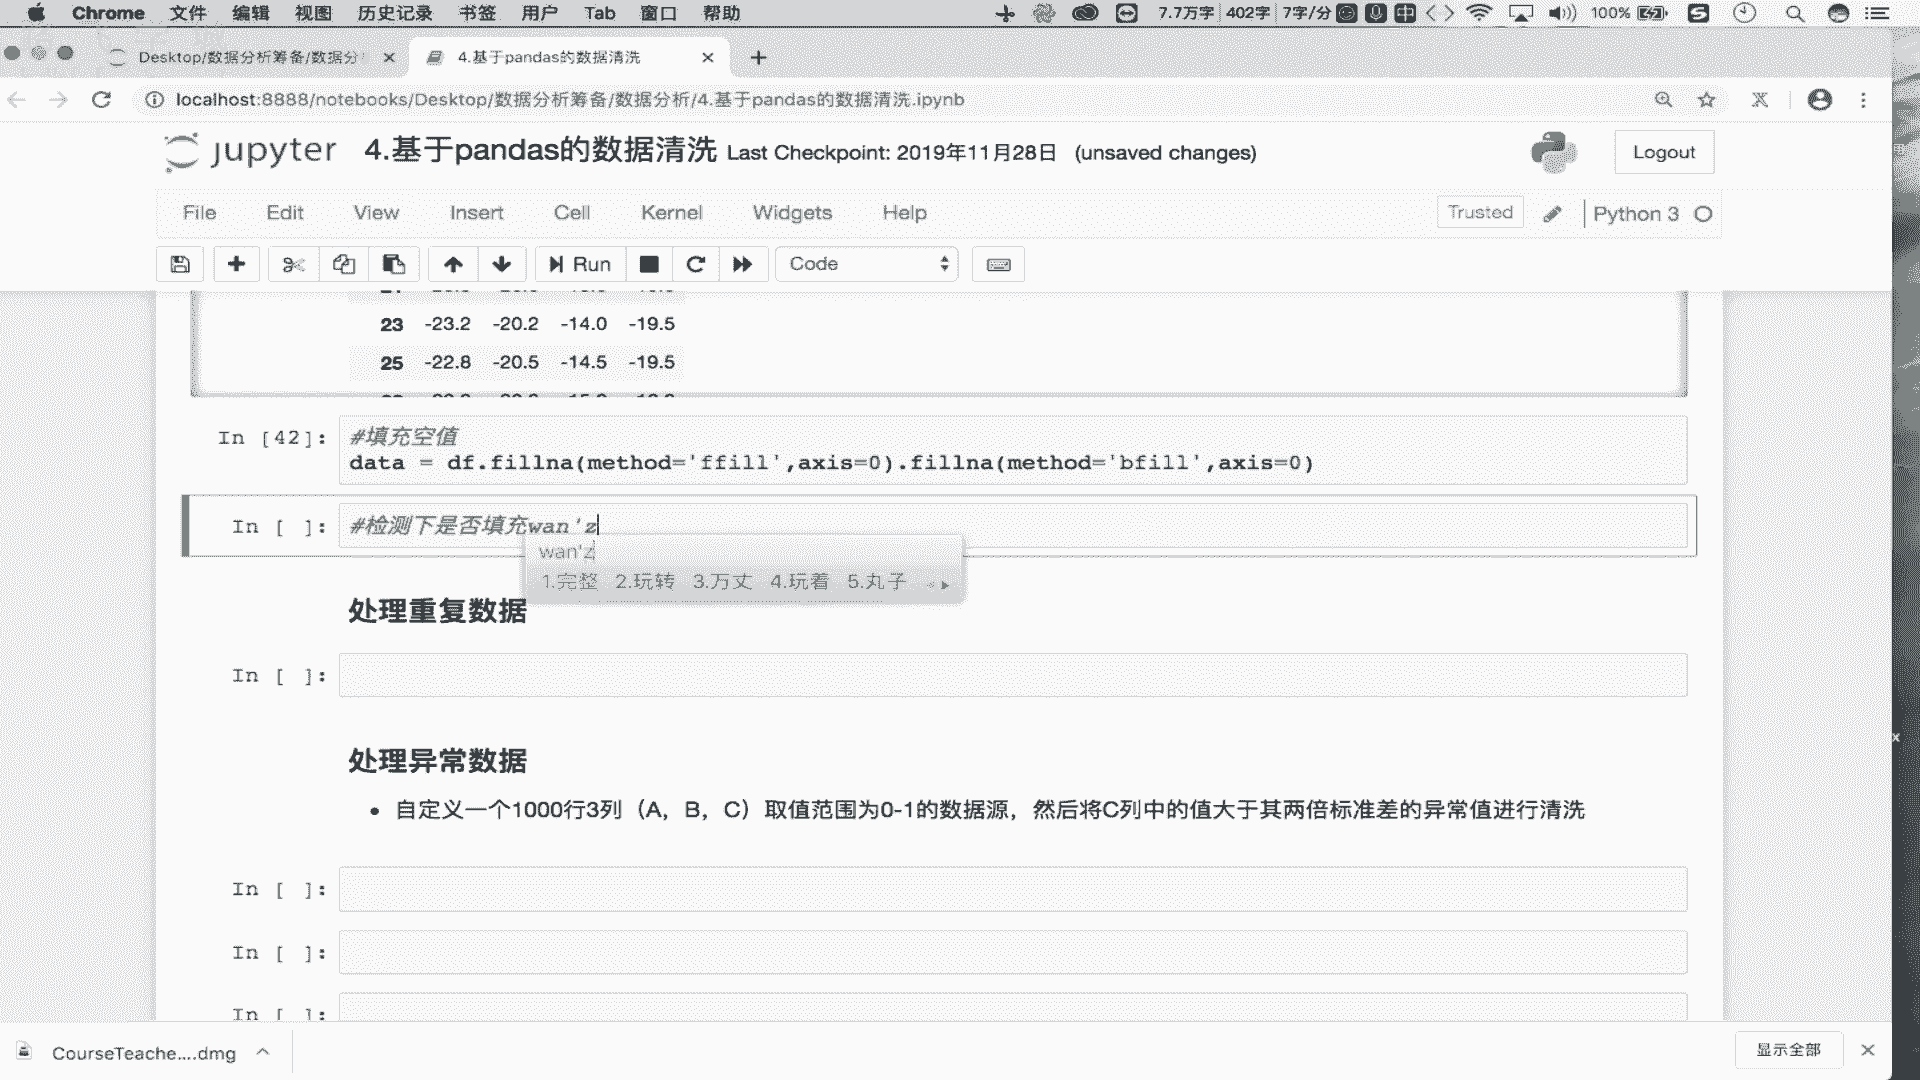 Chrome 文件 编辑 视图 历史记录 书签 用户 Tab 窗口 帮助 7.7万字 402字 7字/分 中 100%
Desktop/数据分析筹备/数据分
4.基于pandas的数据清洗
localhost:8888/notebooks/Desktop/数据分析筹备/数据分析/4.基于pandas的数据清洗.ipynb
jupyter 4.基于pandas的数据清洗 Last Checkpoint: 2019年11月28日 (unsaved changes)
Logout
File Edit View Insert Cell Kernel Widgets Help
Trusted Python 3
Run Code
23 -23.2 -20.2 -14.0 -19.5
25 -22.8 -20.5 -14.5 -19.5
In [42]: #填充空值
data = df.fillna(method='ffill',axis=0).fillna(method='bfill',axis=0)
In [ ]: #检测下是否填充wan'z
wan'z
1.完整 2.玩转 3.万丈 4.玩着 5.丸子
处理重复数据
In [ ]:
处理异常数据
• 自定义一个1000行3列（A，B，C）取值范围为0-1的数据源，然后将C列中的值大于其两倍标准差的异常值进行清洗
In [ ]:
In [ ]:
In [ ]:
CourseTeache....dmg
显示全部